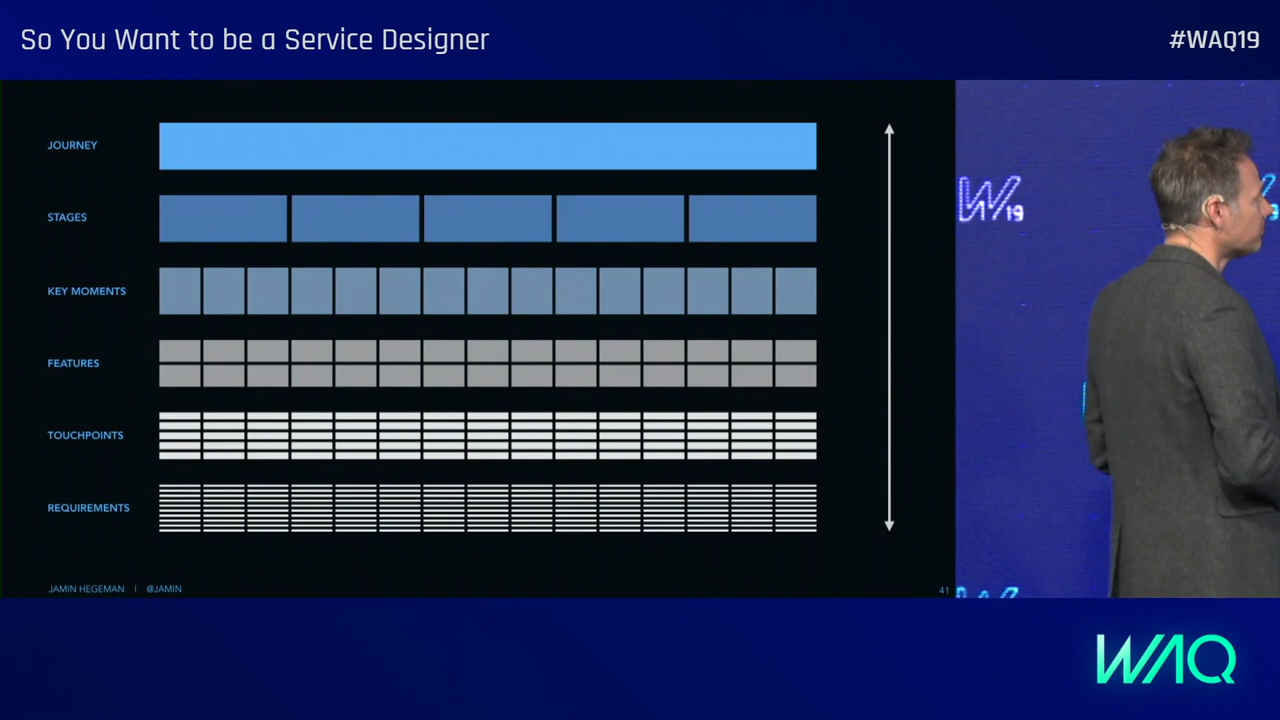 So You Want to be a Service Designer
#WAQ19
JOURNEY
STAGES
KEY MOMENTS
FEATURES
TOUCHPOINTS
REQUIREMENTS
JAMIN HEGEMAN | @JAMIN
41
W19
WAQ